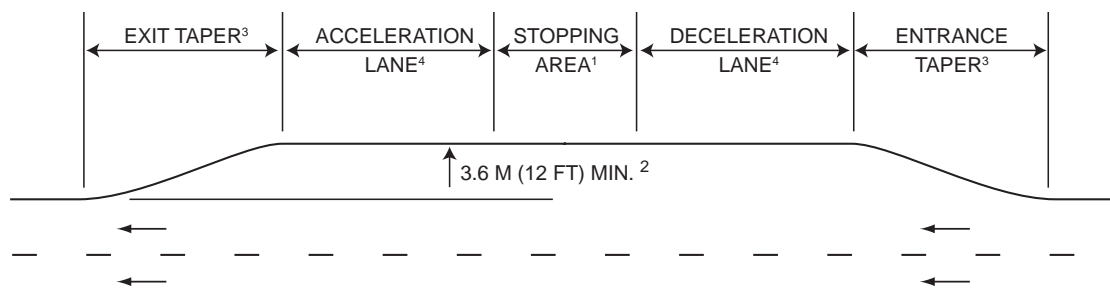 EXIT TAPER³
ACCELERATION
LANE⁴
STOPPING
AREA¹
DECELERATION
LANE⁴
ENTRANCE
TAPER³
3.6 M (12 FT) MIN. ²